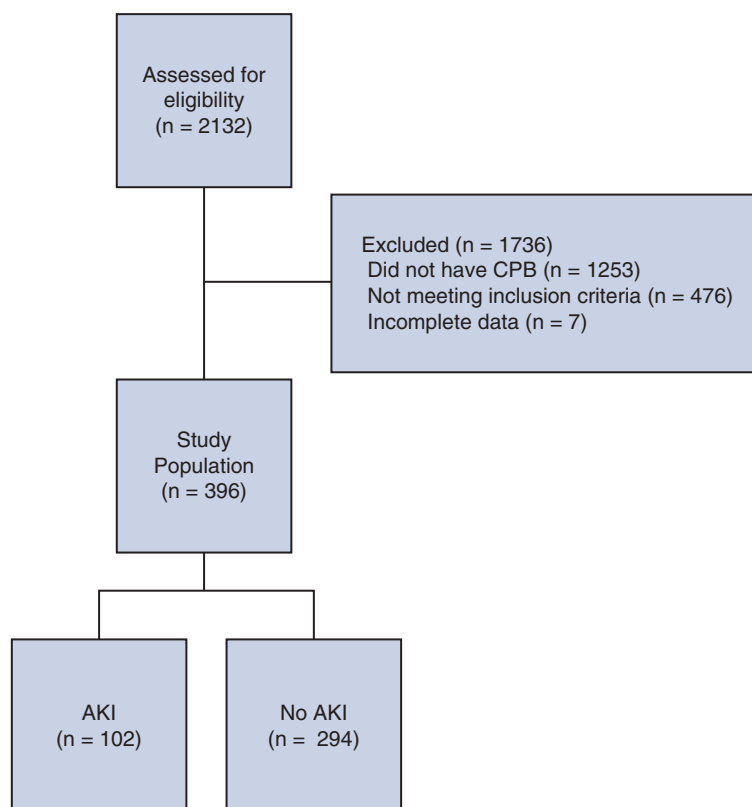 Assessed for
eligibility
(n = 2132)
Excluded (n = 1736)
Did not have CPB (n = 1253)
Not meeting inclusion criteria (n = 476)
Incomplete data (n = 7)
Study
Population
(n = 396)
AKI
(n = 102)
No AKI
(n = 294)